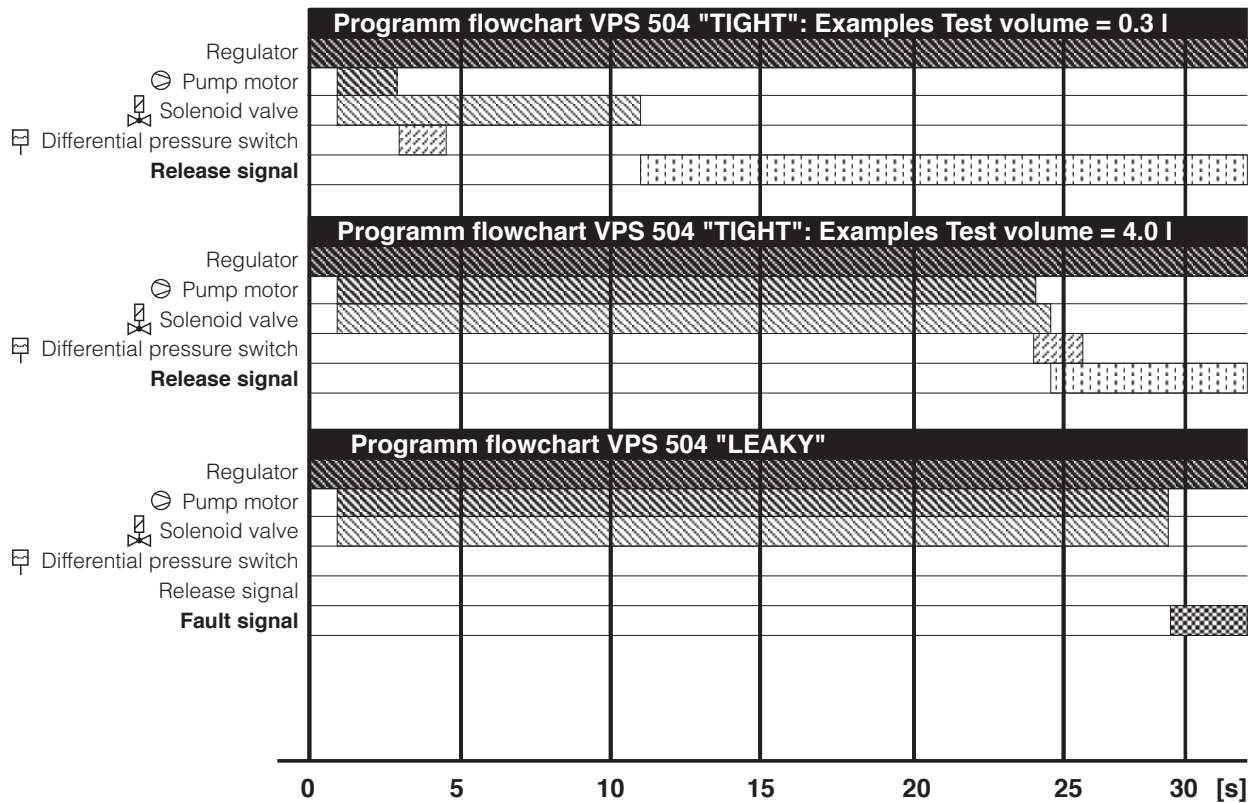 Programm flowchart VPS 504 "TIGHT": Examples Test volume = 0.3 l
Regulator
Pump motor
Solenoid valve
Differential pressure switch
Release signal
Programm flowchart VPS 504 "TIGHT": Examples Test volume = 4.0 l
Regulator
Pump motor
Solenoid valve
Differential pressure switch
Release signal
Programm flowchart VPS 504 "LEAKY"
Regulator
Pump motor
Solenoid valve
Differential pressure switch
Release signal
Fault signal
0 5 10 15 20 25 30 [s]